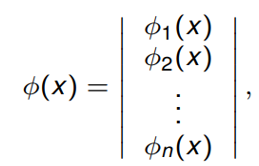 ϕ₁(x)
ϕ₂(x)
ϕ(x) = | ⋮ | ,
ϕₙ(x)